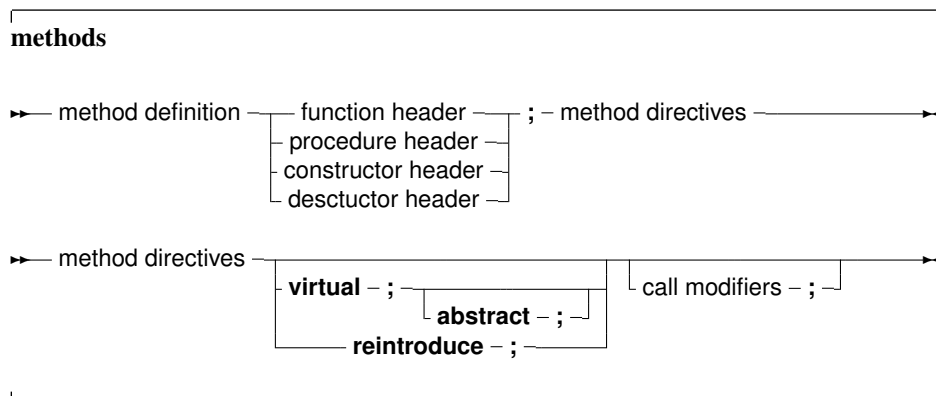 methods
method definition function header ; method directives
procedure header
constructor header
desctuctor header
method directives
virtual ; call modifiers ;
abstract ;
reintroduce ;